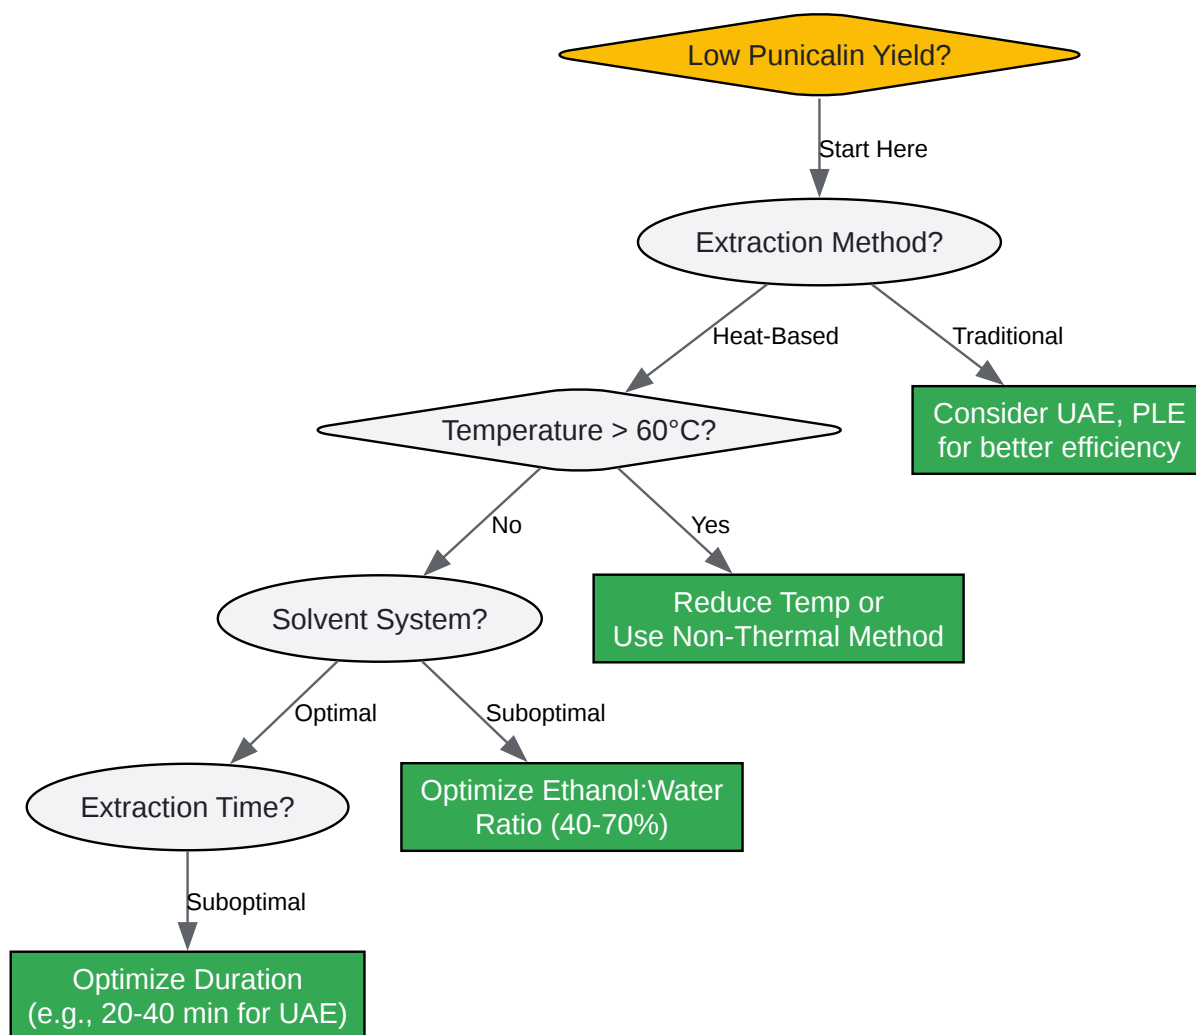 Low Punicalin Yield?
Start Here
Extraction Method?
Heat-Based
Traditional
Temperature > 60°C?
Consider UAE, PLE
for better efficiency
No
Yes
Solvent System?
Reduce Temp or
Use Non-Thermal Method
Optimal
Suboptimal
Extraction Time?
Optimize Ethanol:Water
Ratio (40-70%)
Suboptimal
Optimize Duration
(e.g., 20-40 min for UAE)